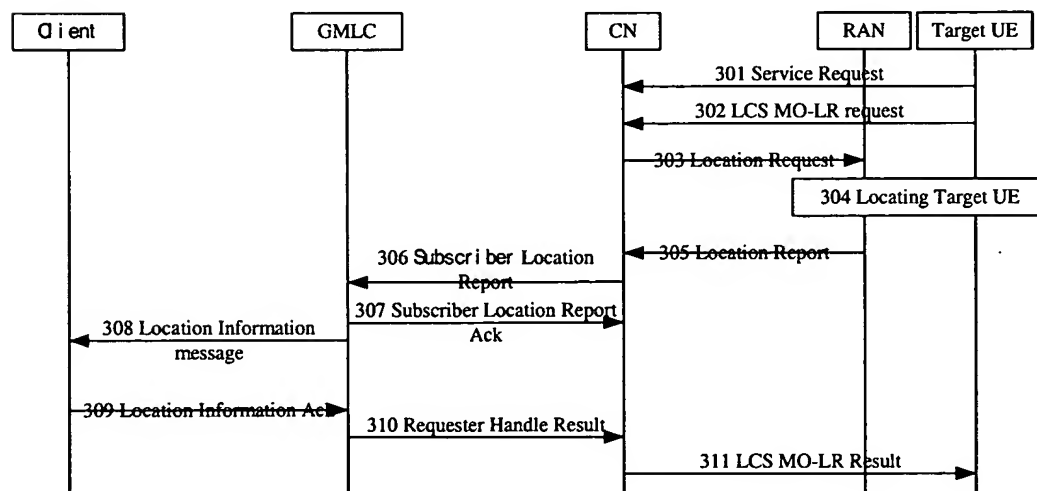 Client
GMLC
CN
RAN
Target UE
301 Service Request
302 LCS MO-LR request
303 Location Request
304 Locating Target UE
305 Location Report
306 Subscriber Location
Report
307 Subscriber Location Report
Ack
308 Location Information
message
309 Location Information Ack
310 Requester Handle Result
311 LCS MO-LR Result